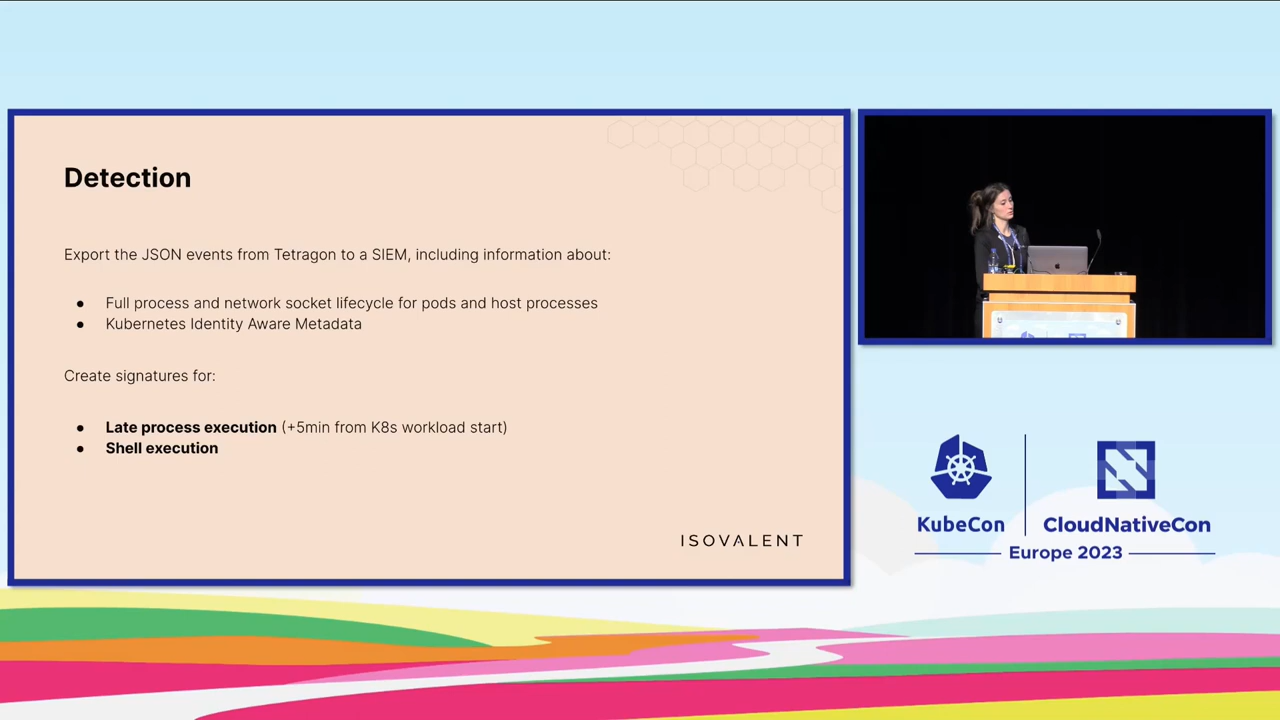 Detection
Export the JSON events from Tetragon to a SIEM, including information about:
● Full process and network socket lifecycle for pods and host processes
● Kubernetes Identity Aware Metadata
Create signatures for:
● Late process execution (+5min from K8s workload start)
● Shell execution
ISOVALENT
KubeCon
CloudNativeCon
Europe 2023